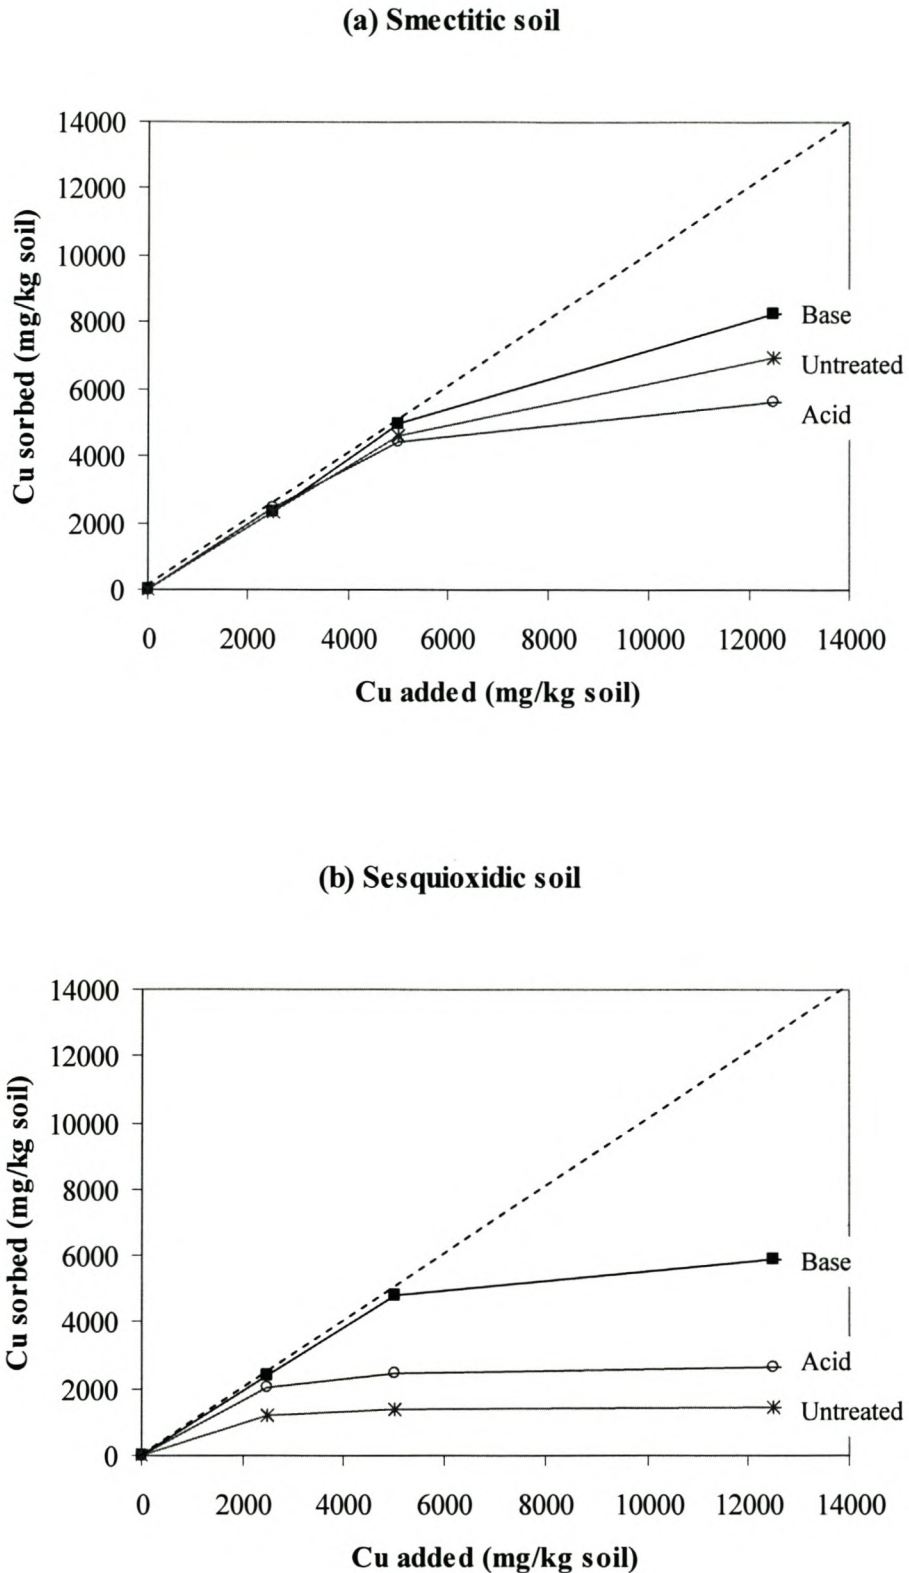 (a) Smectitic soil
14000
12000
10000
8000
6000
4000
2000
0
Cu sorbed (mg/kg soil)
Base
Untreated
Acid
0 2000 4000 6000 8000 10000 12000 14000
Cu added (mg/kg soil)
(b) Sesquioxidic soil
14000
12000
10000
8000
6000
4000
2000
0
Cu sorbed (mg/kg soil)
Base
Acid
Untreated
0 2000 4000 6000 8000 10000 12000 14000
Cu added (mg/kg soil)